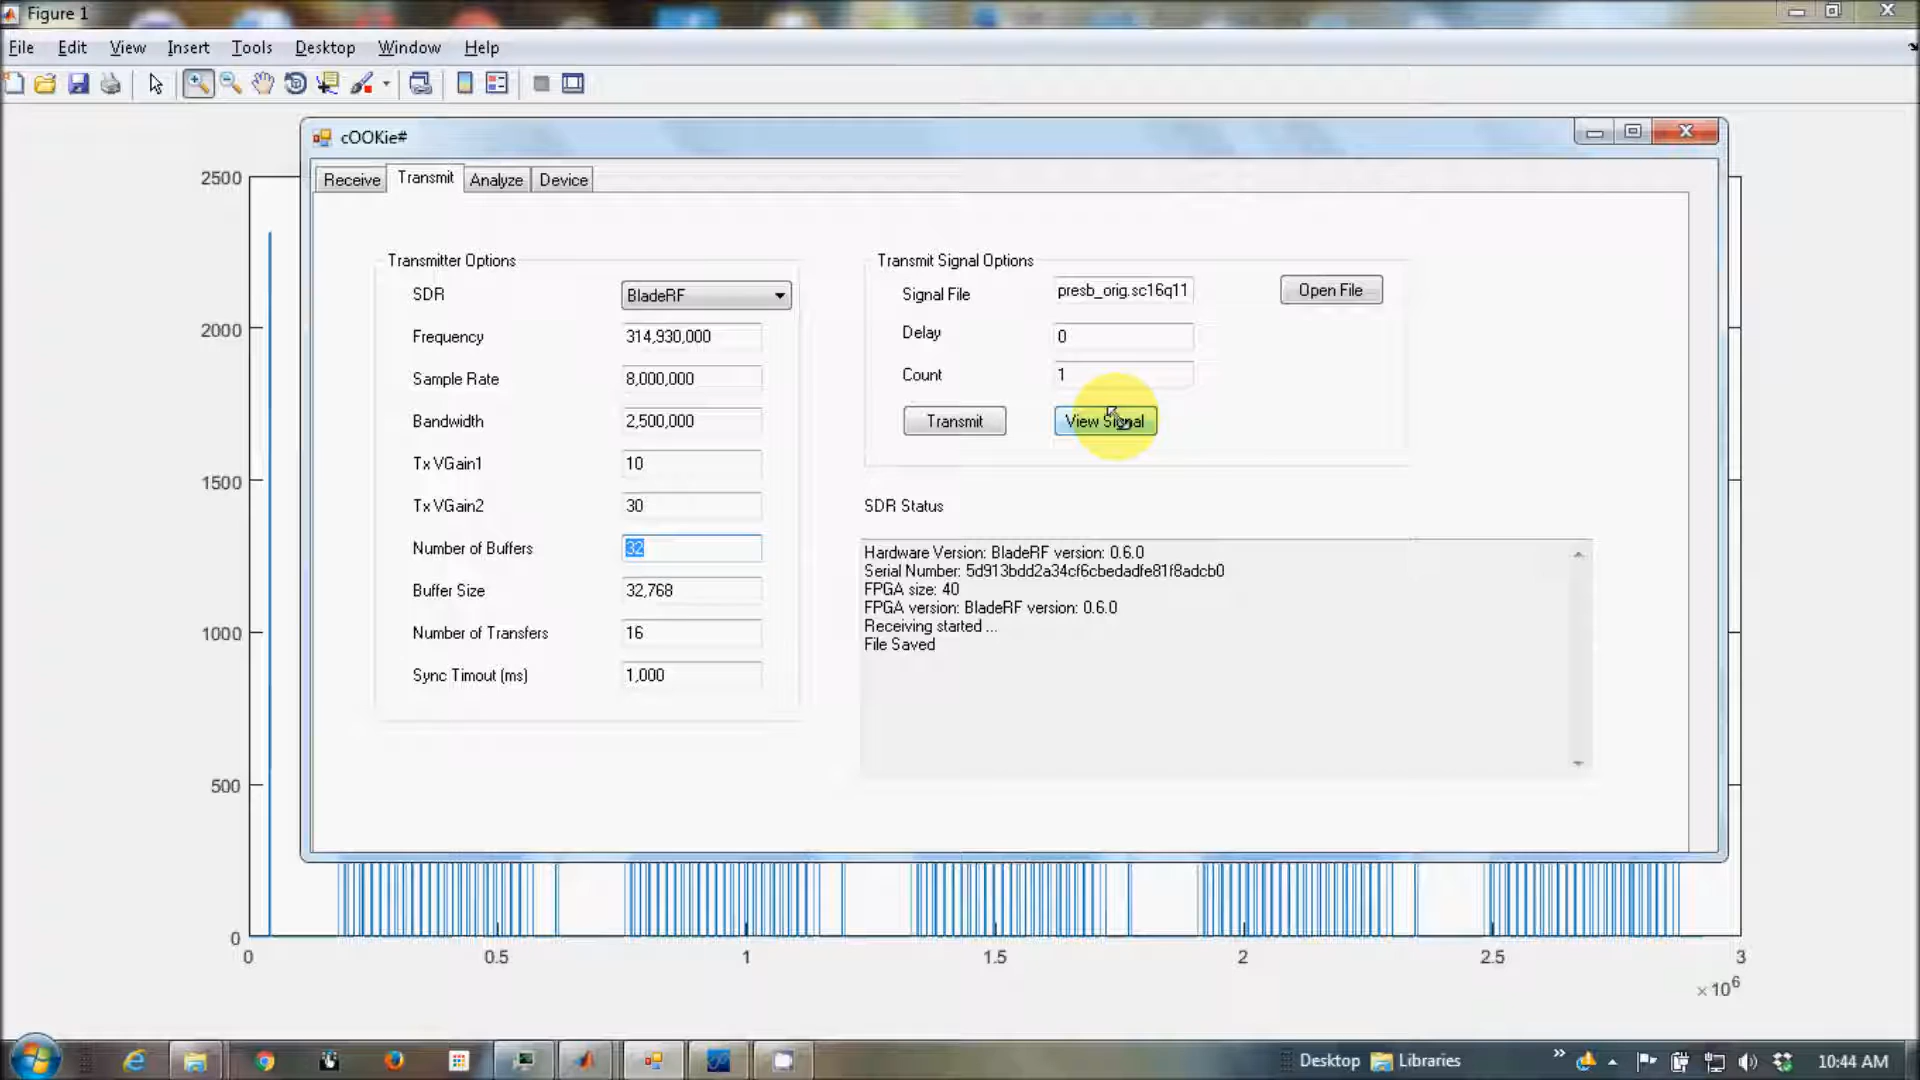 Figure 1
File Edit View Insert Tools Desktop Window Help
cOOKie#
Receive Transmit Analyze Device
Transmitter Options
SDR BladeRF
Frequency 314,930,000
Sample Rate 8,000,000
Bandwidth 2,500,000
Tx VGain1 10
Tx VGain2 30
Number of Buffers 32
Buffer Size 32,768
Number of Transfers 16
Sync Timout (ms) 1,000
Transmit Signal Options
Signal File presb_orig.sc16q11 Open File
Delay 0
Count 1
Transmit View Signal
SDR Status
Hardware Version: BladeRF version: 0.6.0
Serial Number: 5d913bdd2a34cf6cbedadfe81f8adcb0
FPGA size: 40
FPGA version: BladeRF version: 0.6.0
Receiving started ...
File Saved
2500
2000
1500
1000
500
0
0 0.5 1 1.5 2 2.5 3
×10⁶
Desktop Libraries » 10:44 AM